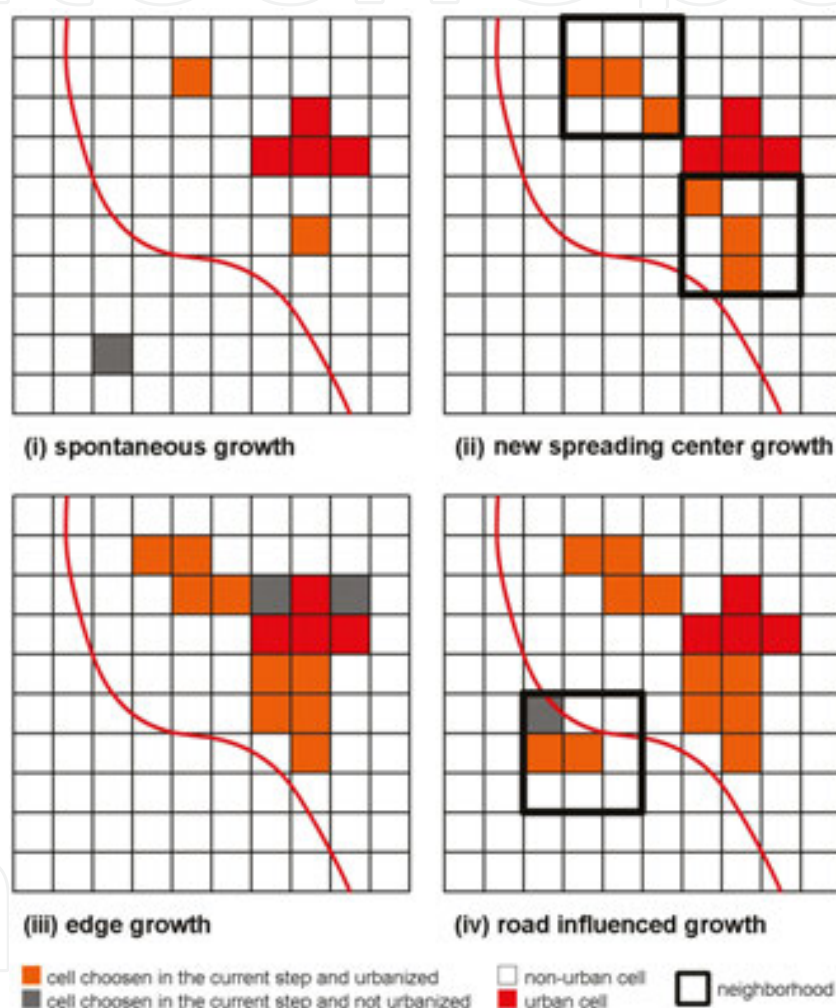 (i) spontaneous growth
(ii) new spreading center growth
(iii) edge growth
(iv) road influenced growth
cell choosen in the current step and urbanized
non-urban cell
neighborhood
cell choosen in the current step and not urbanized
urban cell